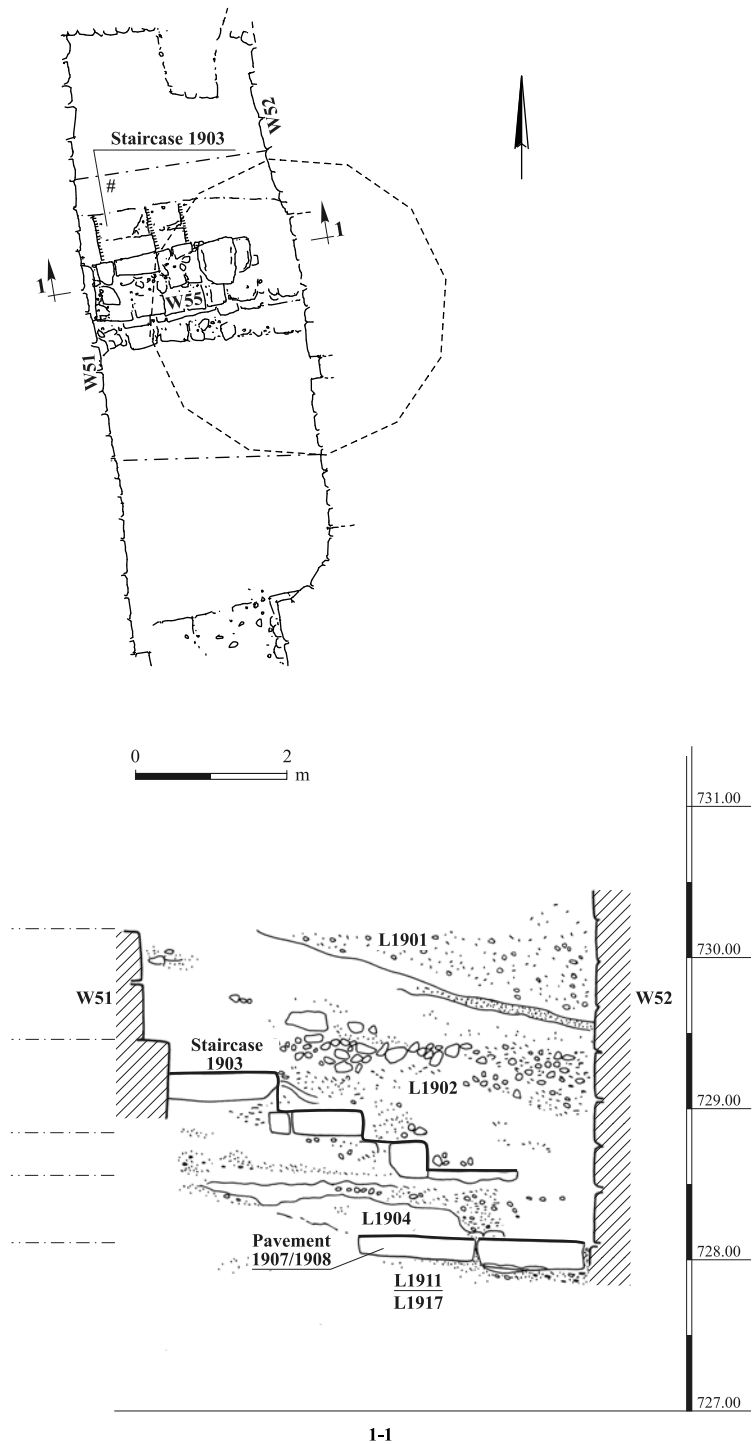 W52
Staircase 1903
#
1
1
W55
W51
0 2
m
731.00
L1901
730.00
W51
W52
Staircase
1903
L1902
729.00
L1904
Pavement
1907/1908
728.00
L1911
L1917
727.00
1-1